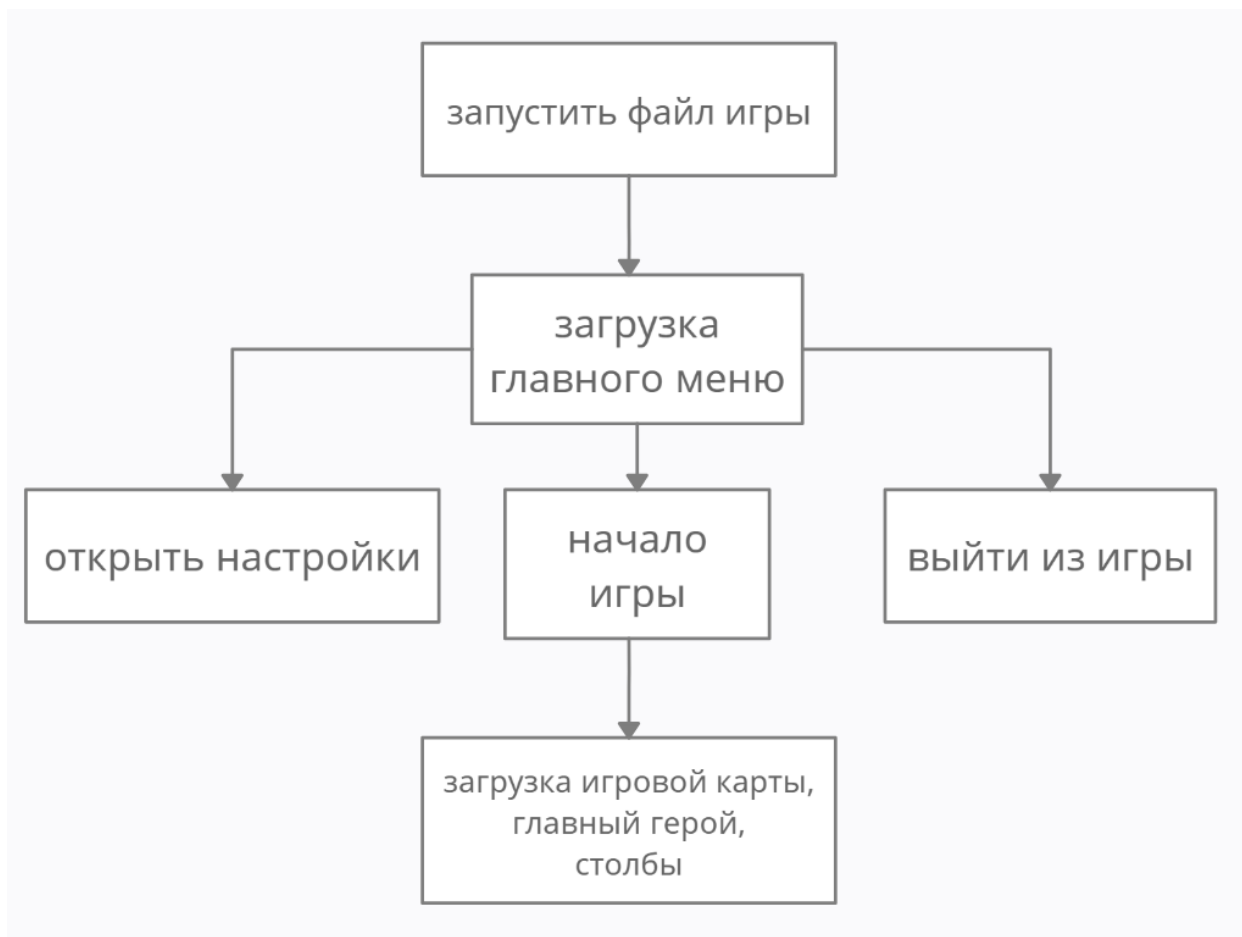 запустить файл игры
загрузка
главного меню
открыть настройки
начало
игры
выйти из игры
загрузка игровой карты,
главный герой,
столбы